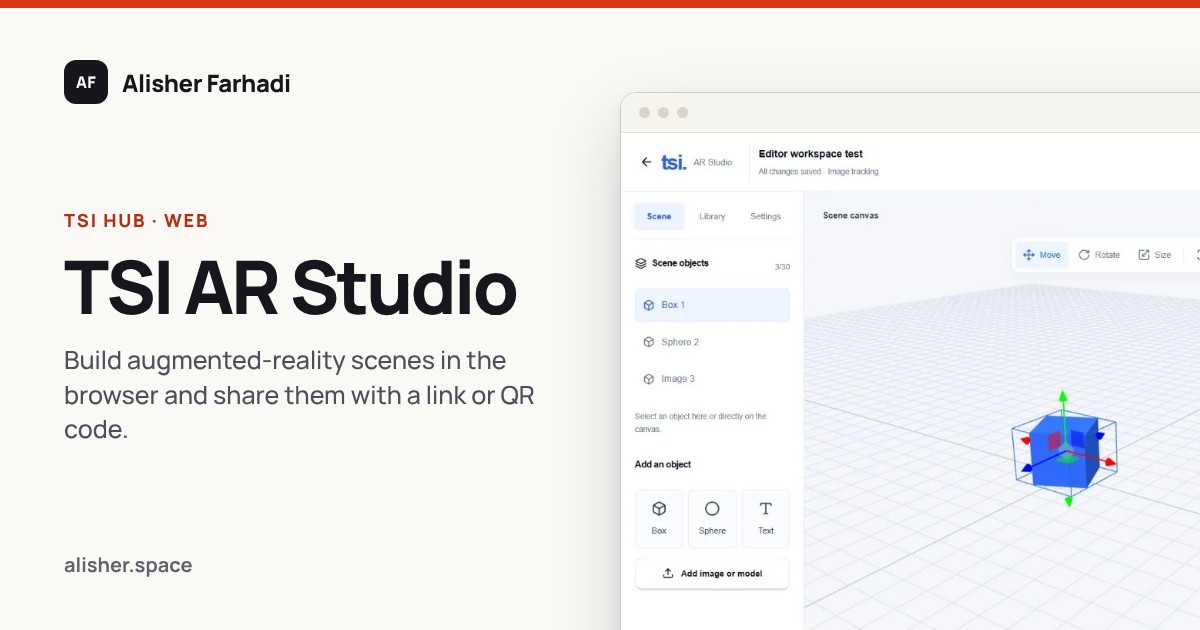 AF
Alisher Farhadi
TSI HUB · WEB
TSI AR Studio
Build augmented-reality scenes in the
browser and share them with a link or QR
code.
alisher.space
tsi. AR Studio
Editor workspace test
All changes saved · Image tracking
Scene Library Settings
Scene objects 3/30
Box 1
Sphere 2
Image 3
Select an object here or directly on the
canvas.
Add an object
Box Sphere Text
Add image or model
Scene canvas
Move Rotate Size